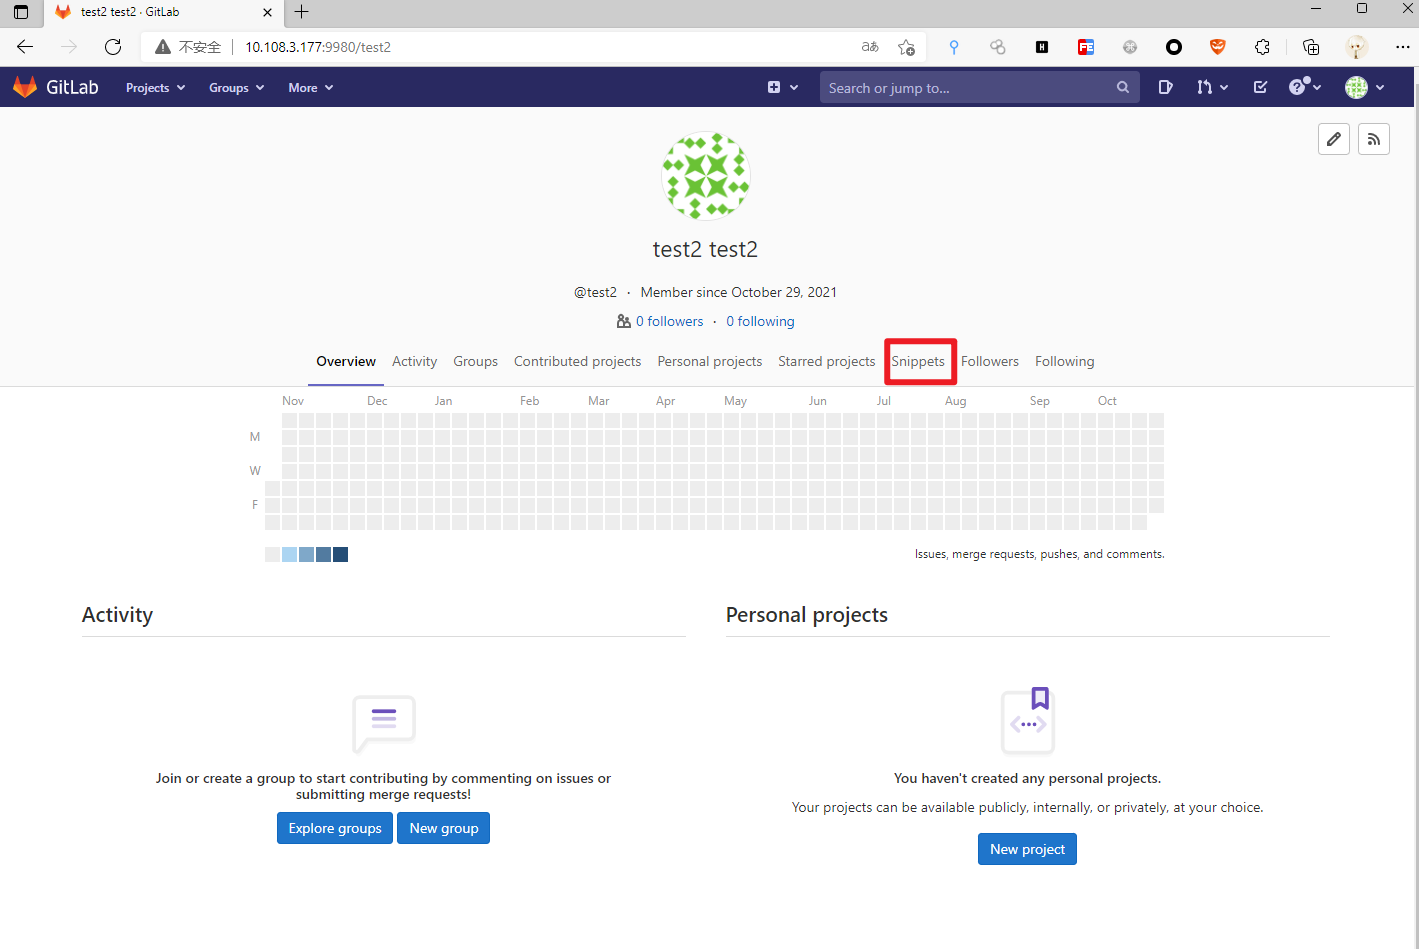 test2 test2 · GitLab
不安全 10.108.3.177:9980/test2
GitLab Projects Groups More Search or jump to...
test2 test2
@test2 · Member since October 29, 2021
0 followers · 0 following
Overview Activity Groups Contributed projects Personal projects Starred projects Snippets Followers Following
Nov Dec Jan Feb Mar Apr May Jun Jul Aug Sep Oct
M
W
F
Issues, merge requests, pushes, and comments.
Activity
Personal projects
Join or create a group to start contributing by commenting on issues or
submitting merge requests!
Explore groups New group
You haven't created any personal projects.
Your projects can be available publicly, internally, or privately, at your choice.
New project